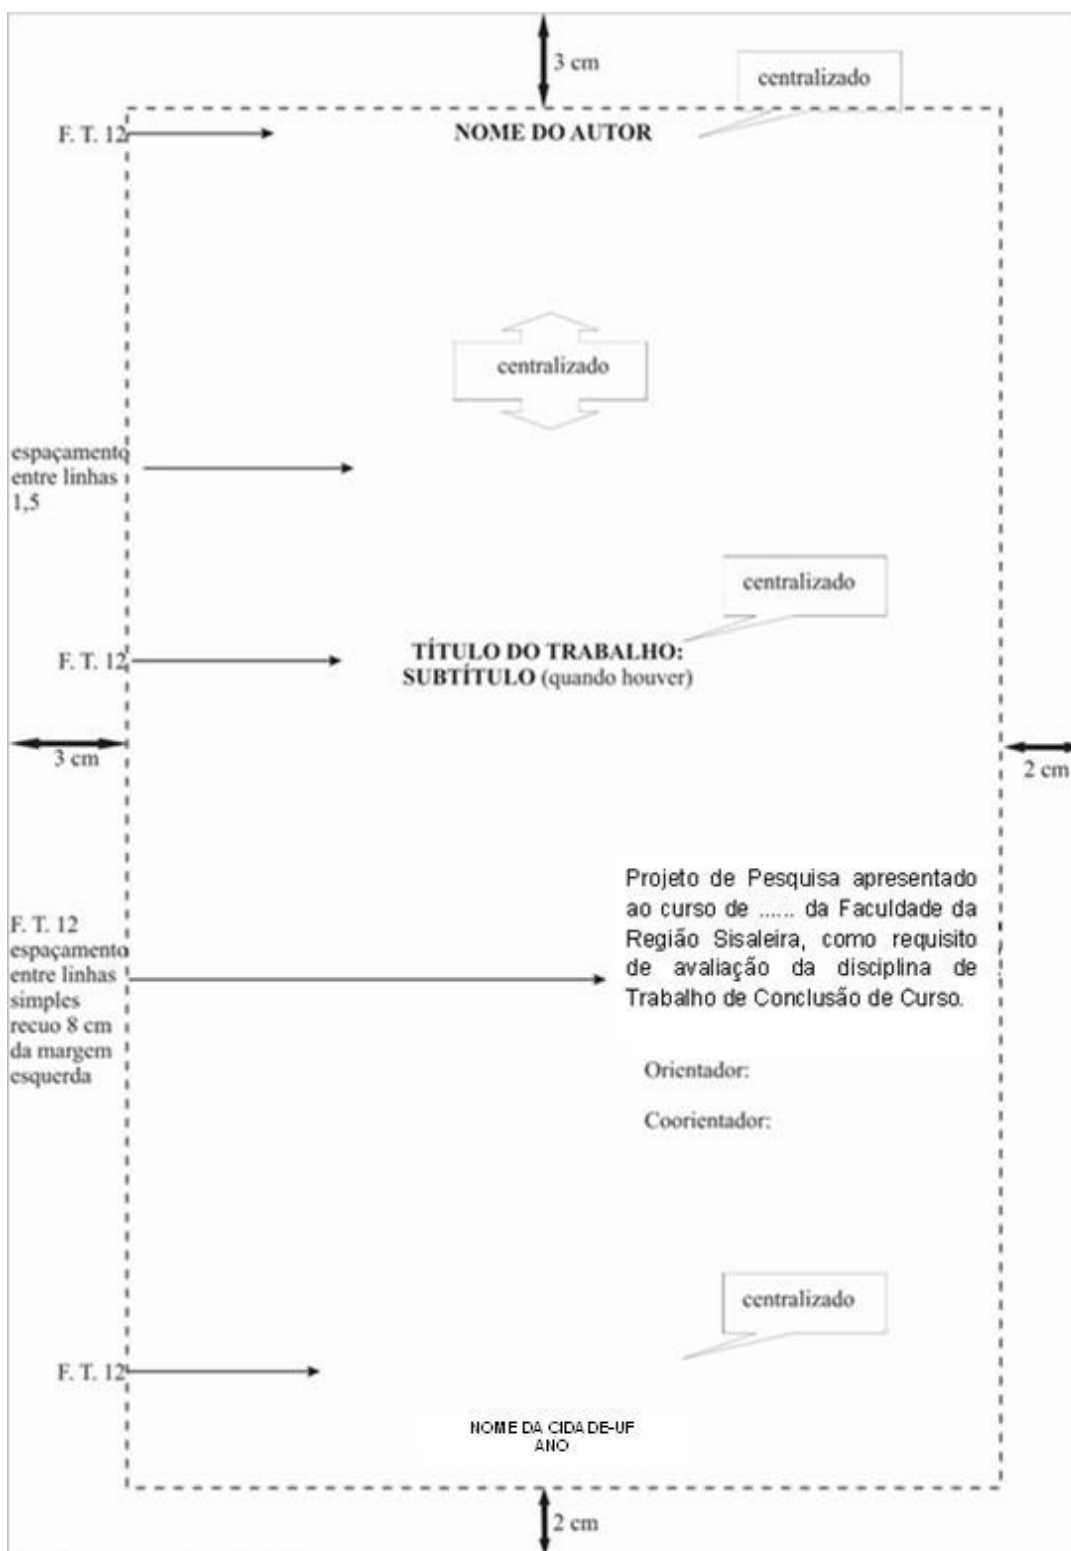 3 cm
centralizado
F. T. 12
NOME DO AUTOR
centralizado
espaçamento
entre linhas
1,5
centralizado
F. T. 12
TÍTULO DO TRABALHO:
SUBTÍTULO (quando houver)
3 cm
2 cm
Projeto de Pesquisa apresentado
ao curso de ...... da Faculdade da
Região Sisaleira, como requisito
de avaliação da disciplina de
Trabalho de Conclusão de Curso.
F. T. 12
espaçamento
entre linhas
simples
recuo 8 cm
da margem
esquerda
Orientador:
Coorientador:
centralizado
F. T. 12
NOME DA CIDADE-UF
ANO
2 cm